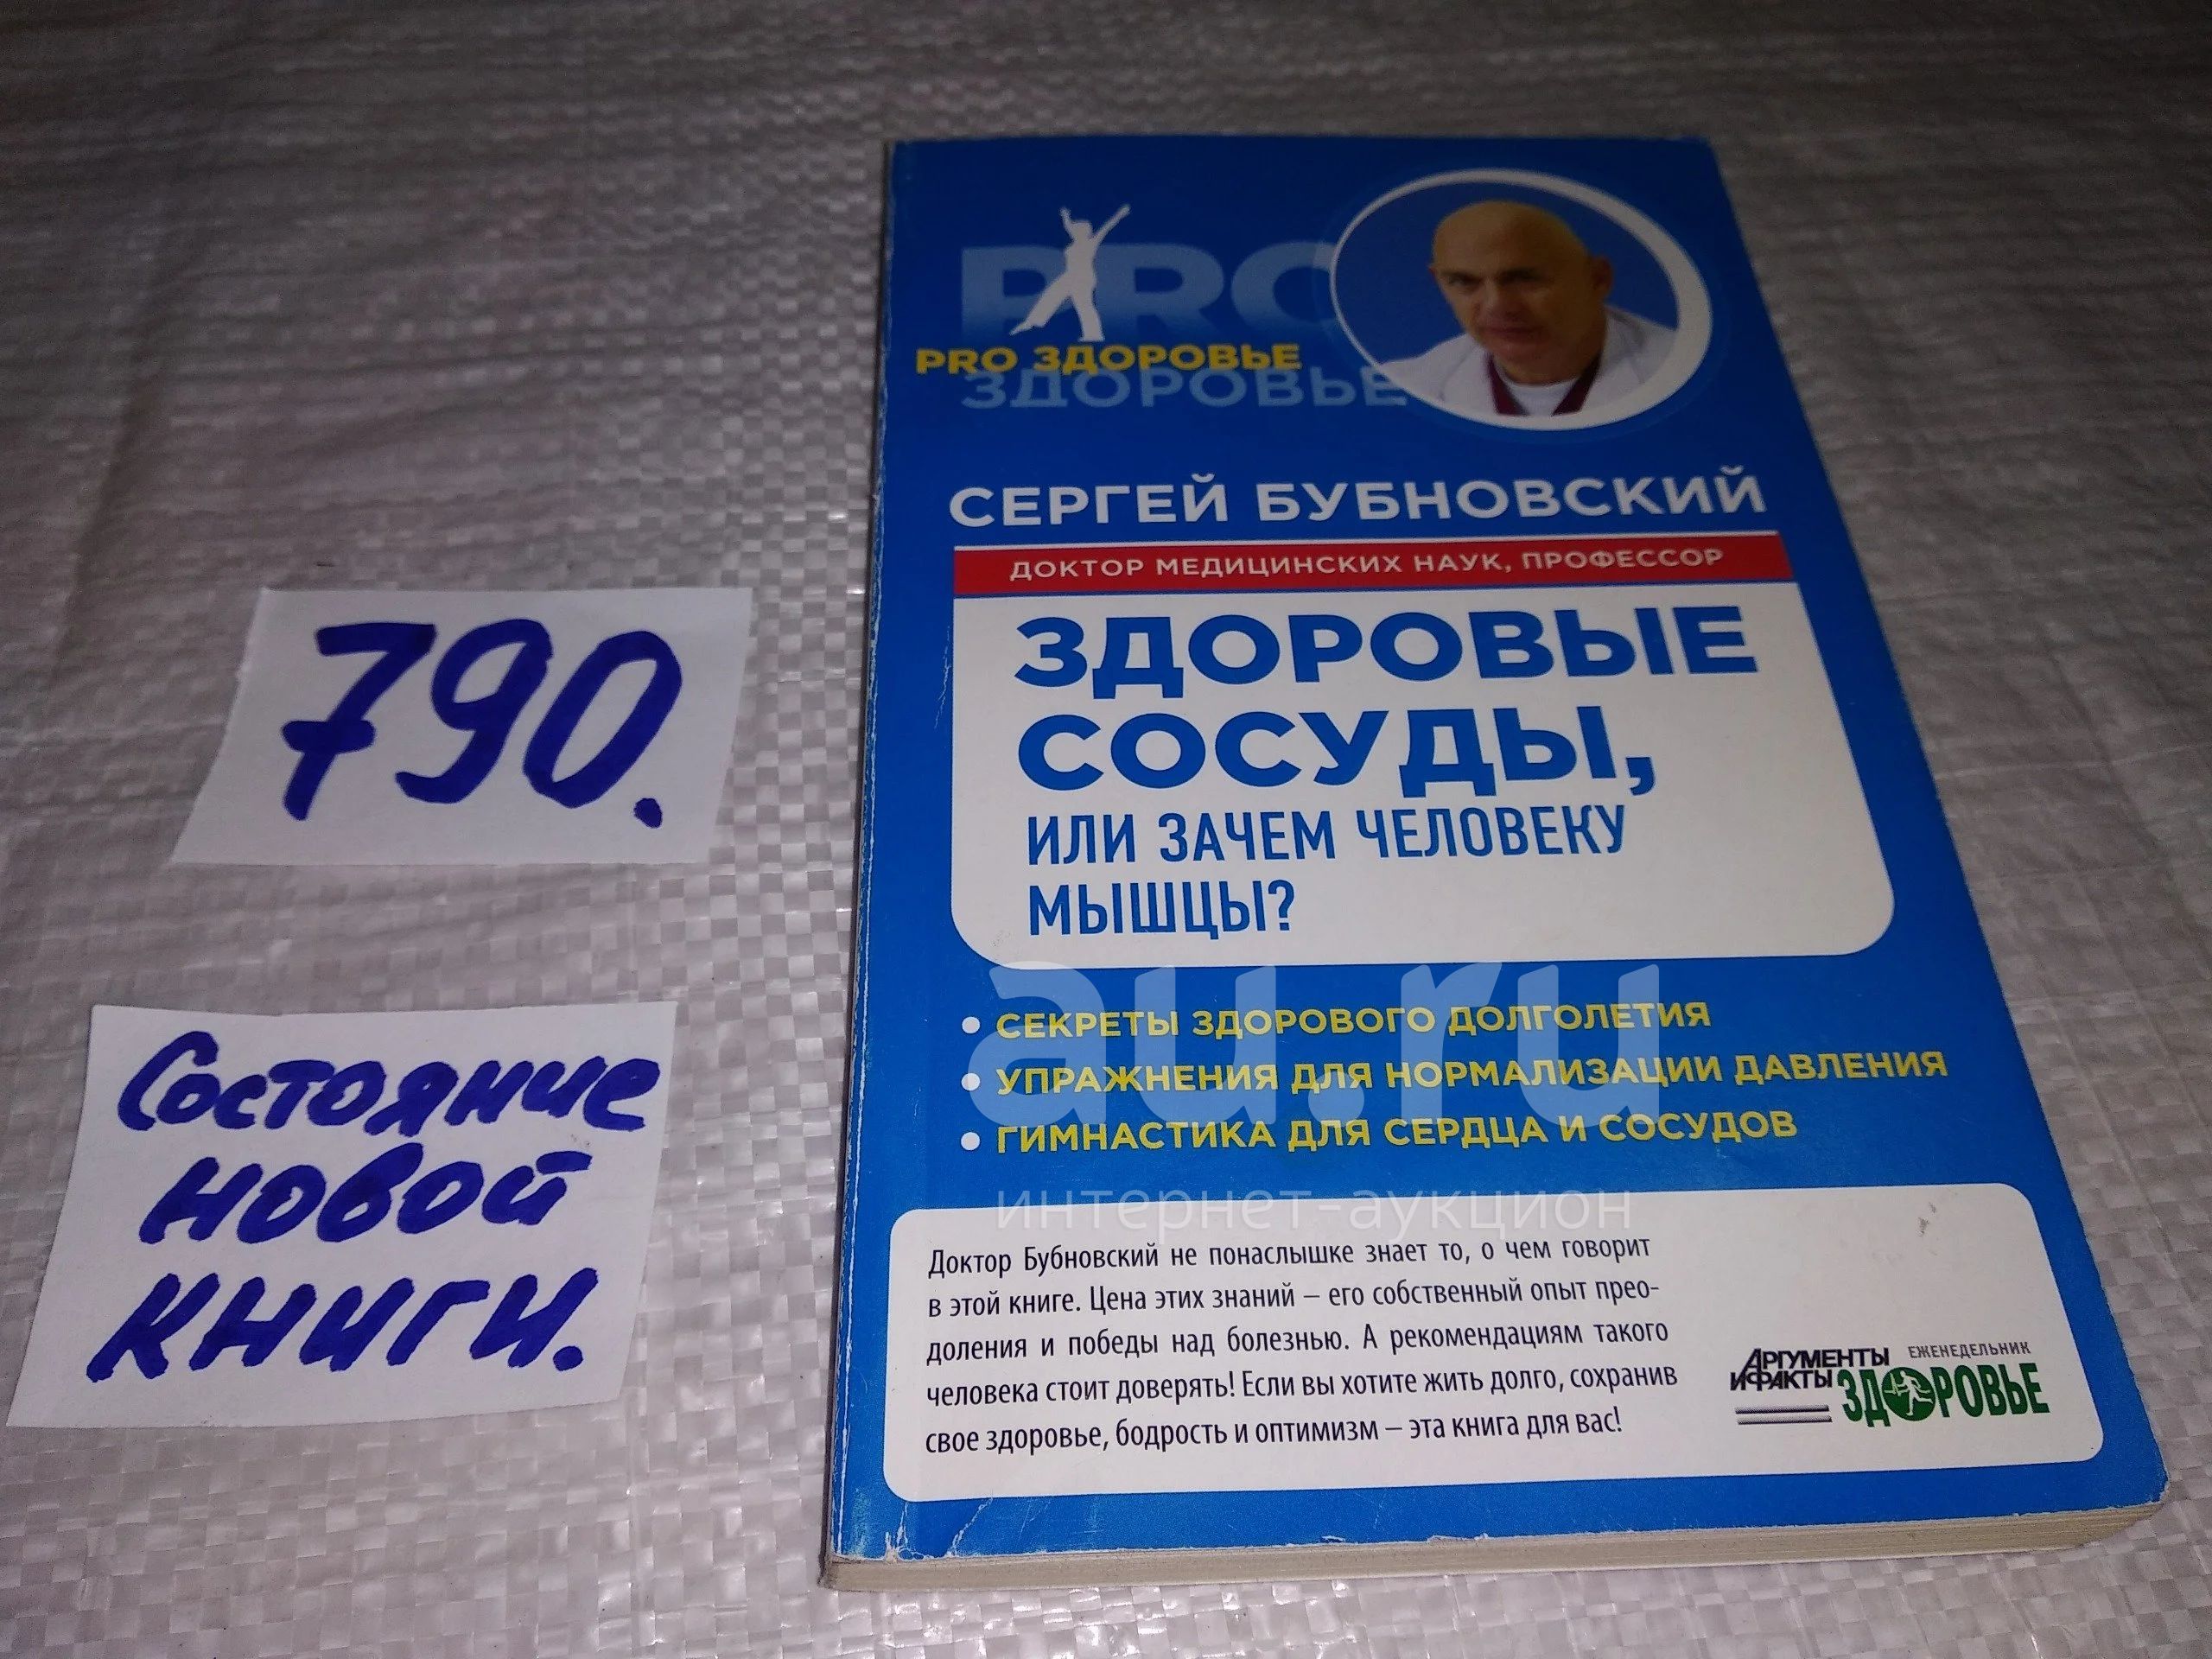 790.
Состояние
новой
книги.
PRO
PRO ЗДОРОВЬЕ
ЗДОРОВЬЕ
СЕРГЕЙ БУБНОВСКИЙ
ДОКТОР МЕДИЦИНСКИХ НАУК, ПРОФЕССОР
ЗДОРОВЫЕ
СОСУДЫ,
ИЛИ ЗАЧЕМ ЧЕЛОВЕКУ
МЫШЦЫ?
au.ru
интернет-аукцион
• СЕКРЕТЫ ЗДОРОВОГО ДОЛГОЛЕТИЯ
• УПРАЖНЕНИЯ ДЛЯ НОРМАЛИЗАЦИИ ДАВЛЕНИЯ
• ГИМНАСТИКА ДЛЯ СЕРДЦА И СОСУДОВ
Доктор Бубновский не понаслышке знает то, о чем говорит
в этой книге. Цена этих знаний – его собственный опыт прео-
доления и победы над болезнью. А рекомендациям такого
человека стоит доверять! Если вы хотите жить долго, сохранив
свое здоровье, бодрость и оптимизм – эта книга для вас!
АРГУМЕНТЫ
И ФАКТЫ
ЕЖЕНЕДЕЛЬНИК
ЗДОРОВЬЕ